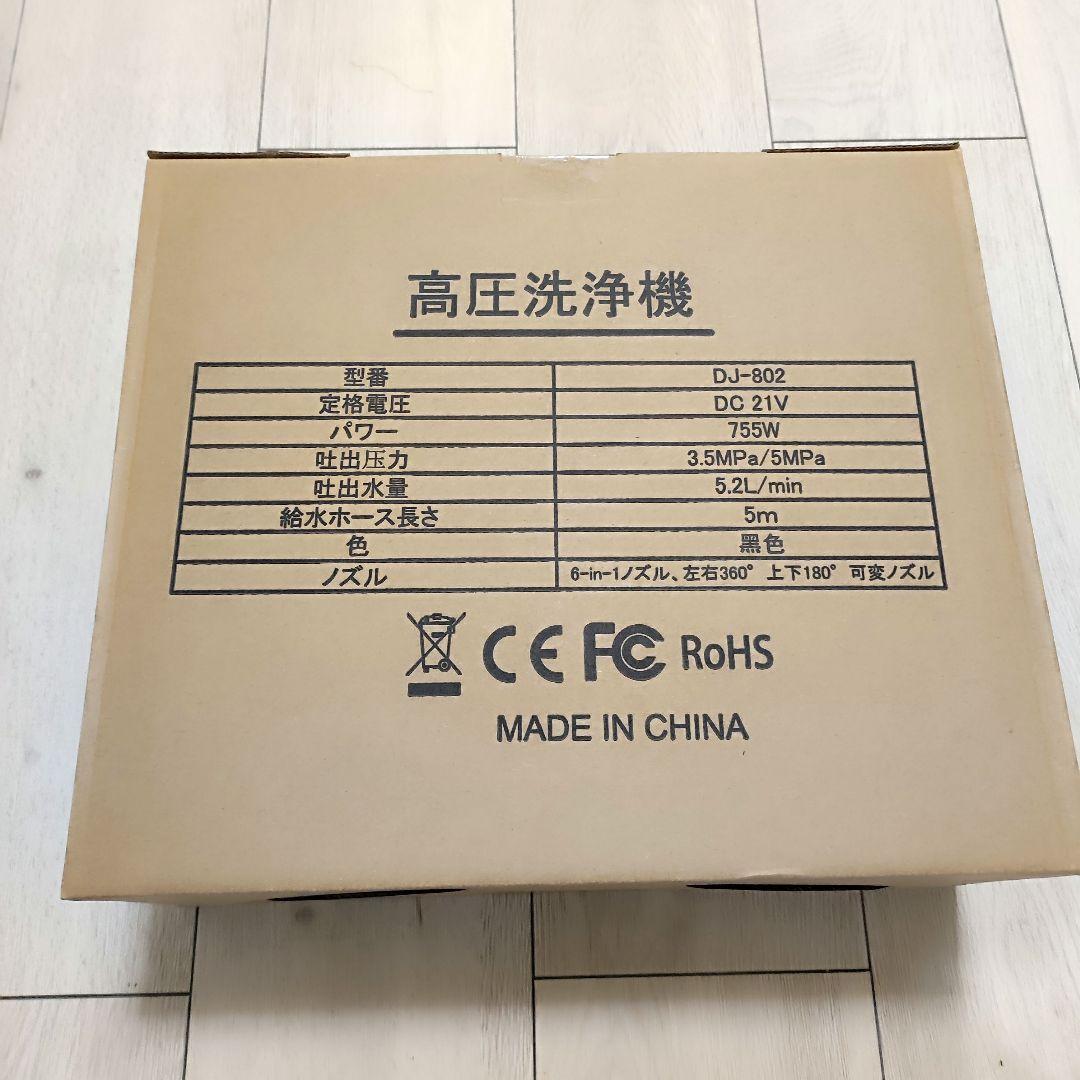 高圧洗浄機
型番 DJ-802
定格電圧 DC 21V
パワー 755W
吐出圧力 3.5MPa/5MPa
吐出水量 5.2L/min
給水ホース長さ 5m
色 黑色
ノズル 6-in-1ノズル、左右360° 上下180° 可変ノズル
CE FC RoHS
MADE IN CHINA